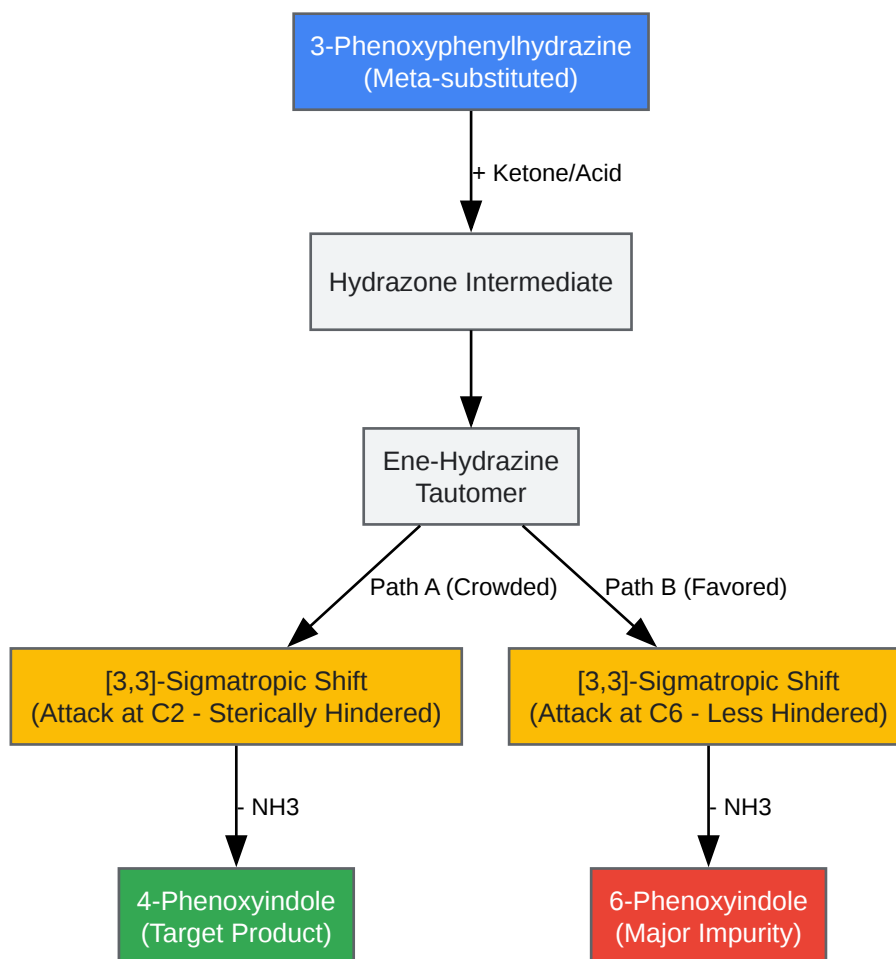 3-Phenoxyphenylhydrazine
(Meta-substituted)
+ Ketone/Acid
Hydrazone Intermediate
Ene-Hydrazine
Tautomer
Path A (Crowded)
Path B (Favored)
[3,3]-Sigmatropic Shift
(Attack at C2 - Sterically Hindered)
[3,3]-Sigmatropic Shift
(Attack at C6 - Less Hindered)
- NH3
- NH3
4-Phenoxyindole
(Target Product)
6-Phenoxyindole
(Major Impurity)